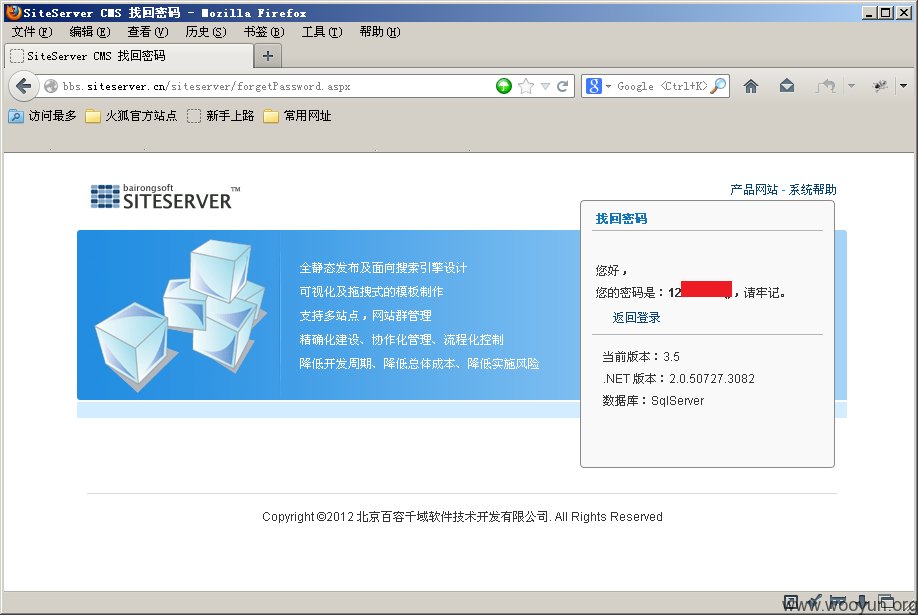 SiteServer CMS 找回密码 - Mozilla Firefox
文件(F) 编辑(E) 查看(V) 历史(S) 书签(B) 工具(T) 帮助(H)
SiteServer CMS 找回密码
bbs.siteserver.cn/siteserver/forgetPassword.aspx
Google <Ctrl+K>
访问最多 火狐官方站点 新手上路 常用网址
bairongsoft
SITESERVER™
产品网站 - 系统帮助
找回密码
全静态发布及面向搜索引擎设计
可视化及拖拽式的模板制作
支持多站点，网站群管理
精确化建设、协作化管理、流程化控制
降低开发周期、降低总体成本、降低实施风险
您好，
您的密码是：12 ，请牢记。
返回登录
当前版本：3.5
.NET 版本：2.0.50727.3082
数据库：SqlServer
Copyright ©2012 北京百容千域软件技术开发有限公司. All Rights Reserved
www.wooyun.org